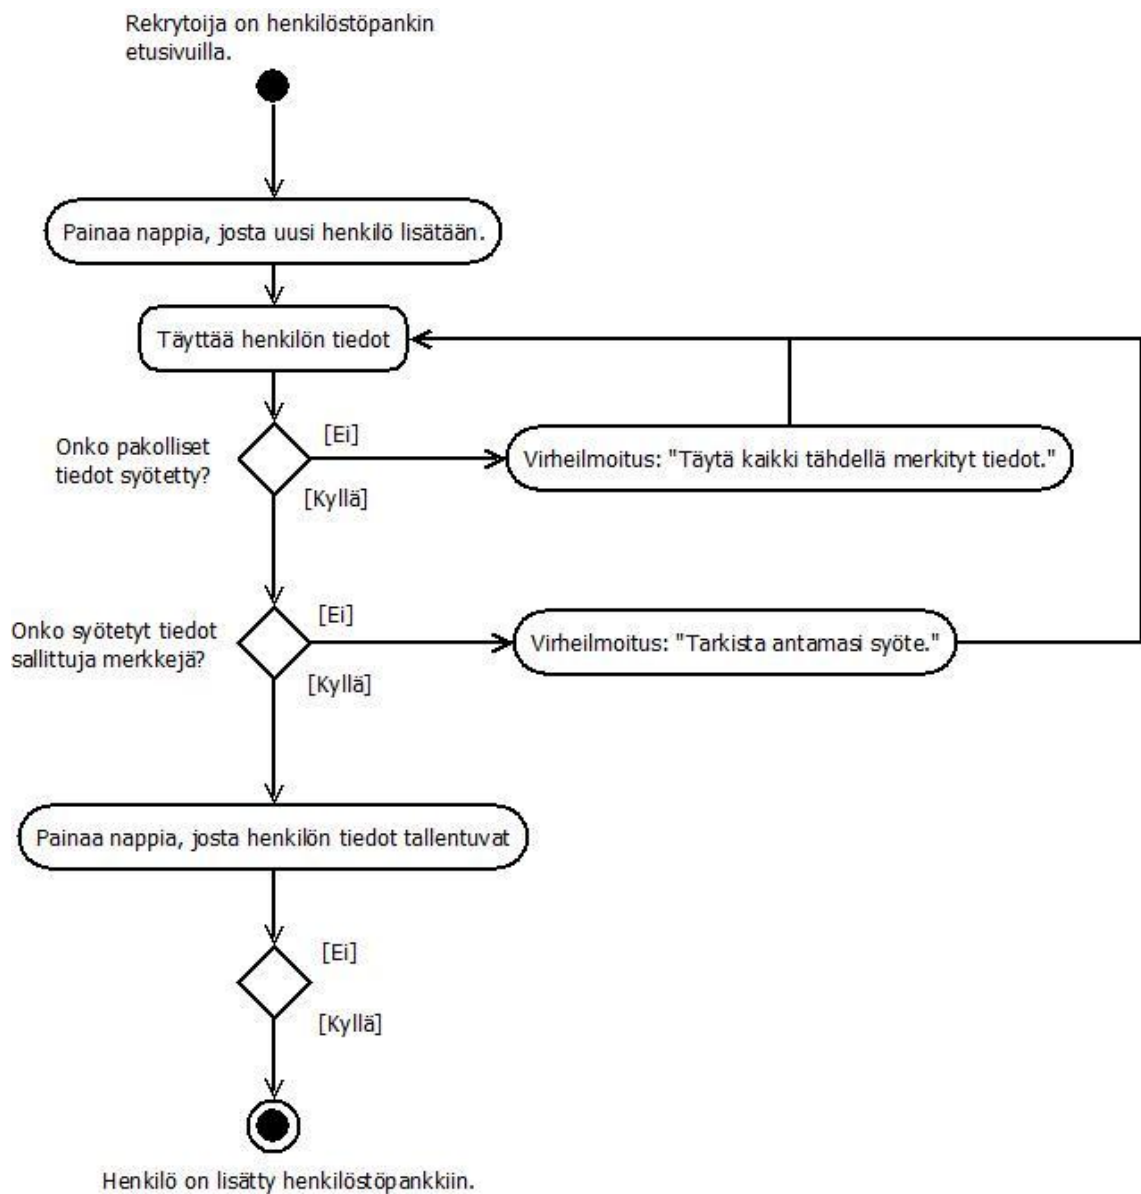 Rekrytoija on henkilöstöpankin
etusivuilla.
Painaa nappia, josta uusi henkilö lisätään.
Täyttää henkilön tiedot
Onko pakolliset
tiedot syötetty?
[Ei]
[Kyllä]
Virheilmoitus: "Täytä kaikki tähdellä merkityt tiedot."
Onko syötetyt tiedot
sallittuja merkkejä?
[Ei]
[Kyllä]
Virheilmoitus: "Tarkista antamasi syöte."
Painaa nappia, josta henkilön tiedot tallentuvat
[Ei]
[Kyllä]
Henkilö on lisätty henkilöstöpankkiin.